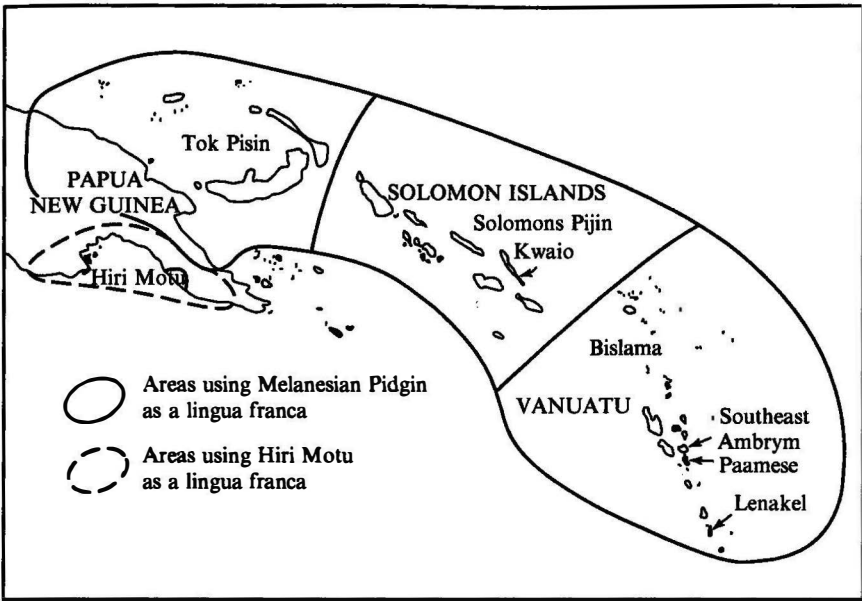 Tok Pisin
PAPUA
NEW GUINEA
Hiri Motu
SOLOMON ISLANDS
Solomons Pijin
Kwaio
Bislama
VANUATU
Southeast
Ambrym
Paamese
Lenakel
Areas using Melanesian Pidgin
as a lingua franca
Areas using Hiri Motu
as a lingua franca